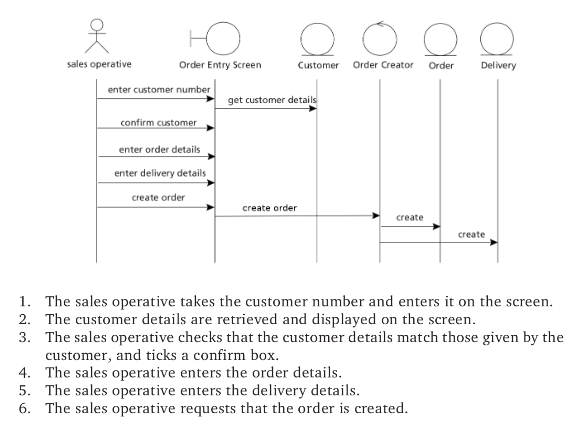 sales operative Order Entry Screen Customer Order Creator Order Delivery
enter customer number
get customer details
confirm customer
enter order details
enter delivery details
create order
create order
create
create
1. The sales operative takes the customer number and enters it on the screen.
2. The customer details are retrieved and displayed on the screen.
3. The sales operative checks that the customer details match those given by the
customer, and ticks a confirm box.
4. The sales operative enters the order details.
5. The sales operative enters the delivery details.
6. The sales operative requests that the order is created.